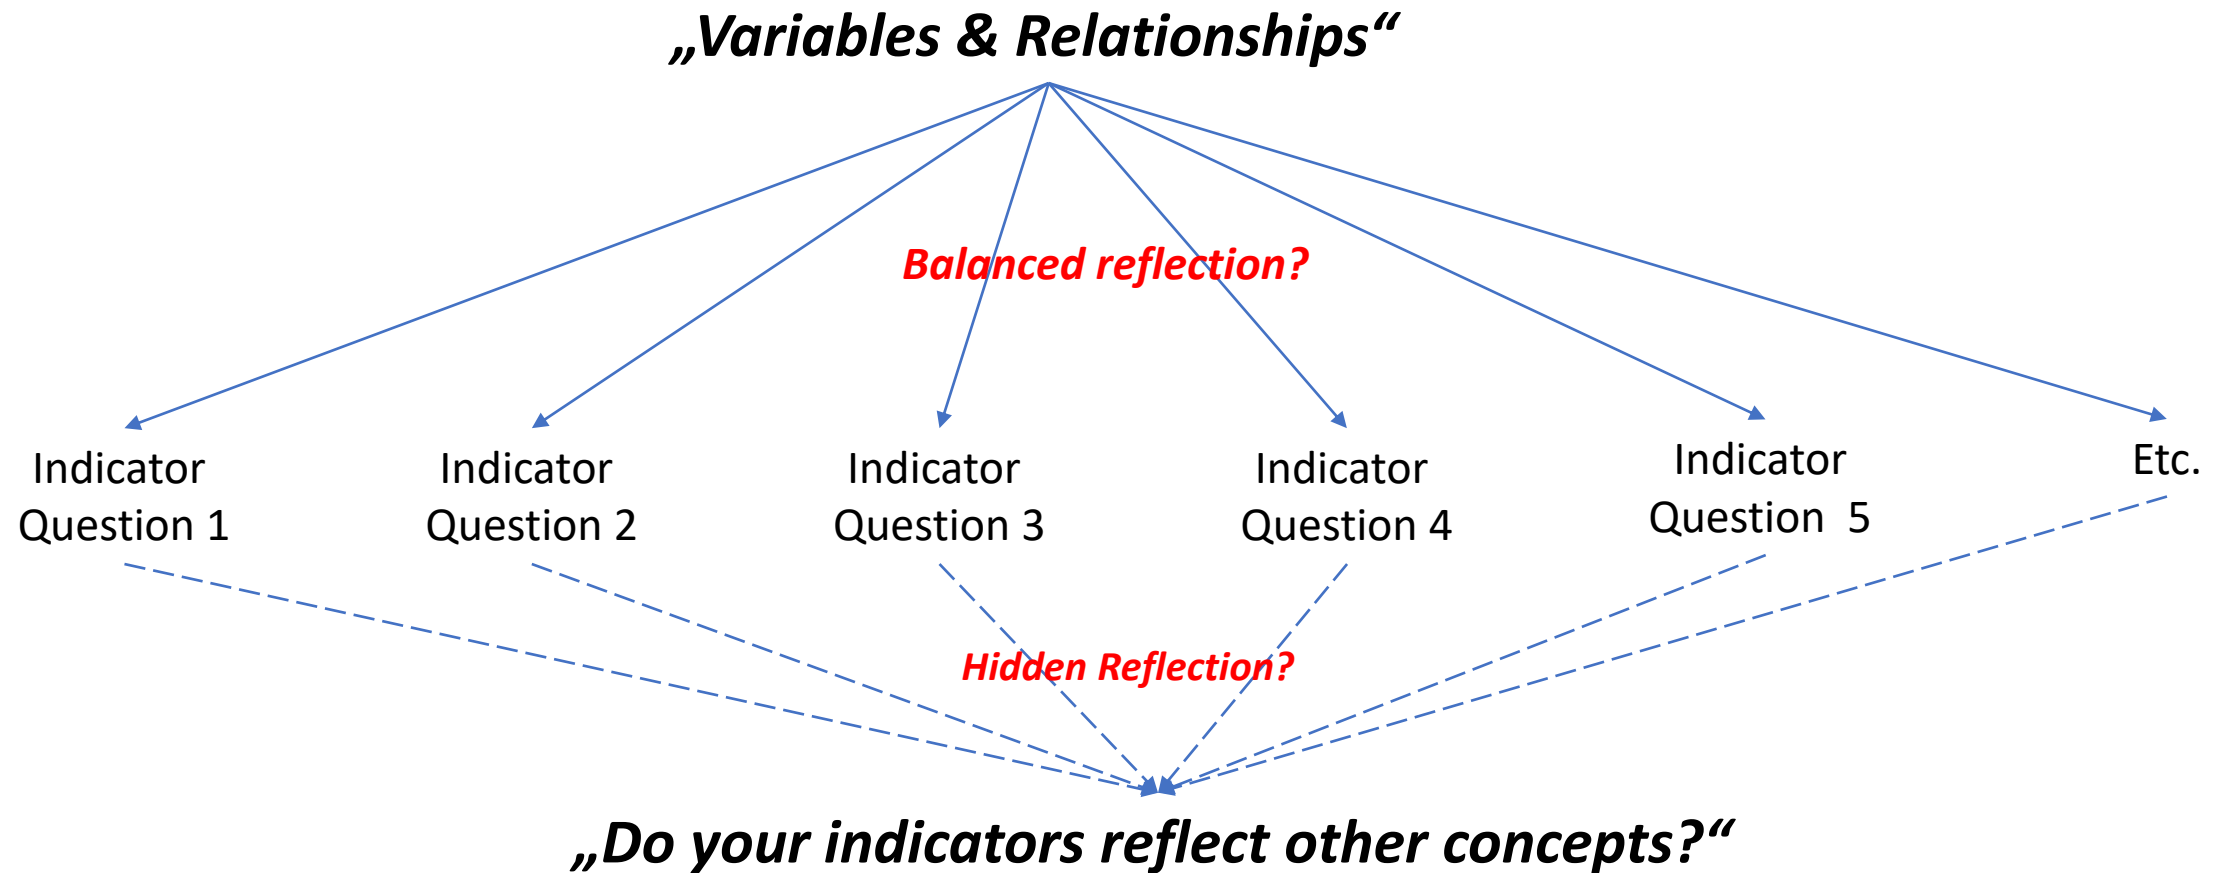 „Variables & Relationships“
Balanced reflection?
Indicator
Question 1
Indicator
Question 2
Indicator
Question 3
Indicator
Question 4
Indicator
Question  5
Etc.
Hidden Reflection?
„Do your indicators reflect other concepts?“